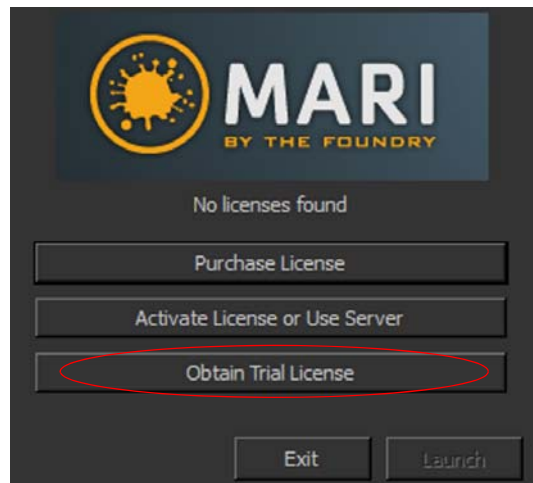 MARI
BY THE FOUNDRY
No licenses found
Purchase License
Activate License or Use Server
Obtain Trial License
Exit
Launch